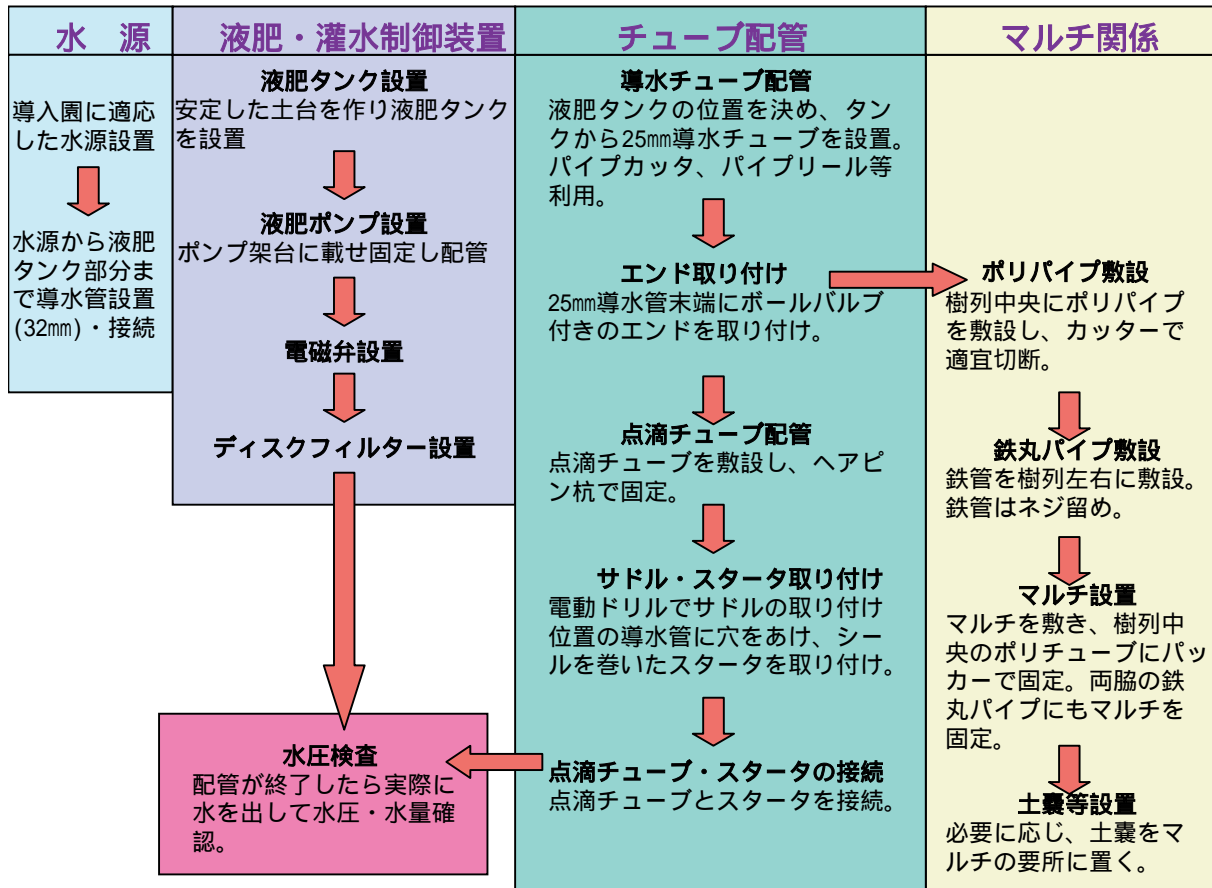 水　源
導入園に適応
した水源設置
水源から液肥
タンク部分ま
で導水管設置
(32㎜)・接続
液肥・灌水制御装置
液肥タンク設置
安定した土台を作り液肥タンク
を設置
液肥ポンプ設置
ポンプ架台に載せ固定し配管
電磁弁設置
ディスクフィルター設置
水圧検査
配管が終了したら実際に
水を出して水圧・水量確
認。
チューブ配管
導水チューブ配管
液肥タンクの位置を決め、タン
クから25㎜導水チューブを設置。
パイプカッタ、パイプリール等
利用。
エンド取り付け
25㎜導水管末端にボールバルブ
付きのエンドを取り付け。
点滴チューブ配管
点滴チューブを敷設し、ヘアピ
ン杭で固定。
サドル・スタータ取り付け
電動ドリルでサドルの取り付け
位置の導水管に穴をあけ、シー
ルを巻いたスタータを取り付け。
点滴チューブ・スタータの接続
点滴チューブとスタータを接続。
マルチ関係
ポリパイプ敷設
樹列中央にポリパイプ
を敷設し、カッターで
適宜切断。
鉄丸パイプ敷設
鉄管を樹列左右に敷設。
鉄管はネジ留め。
マルチ設置
マルチを敷き、樹列中
央のポリチューブにパッ
カーで固定。両脇の鉄
丸パイプにもマルチを
固定。
土嚢等設置
必要に応じ、土嚢をマ
ルチの要所に置く。